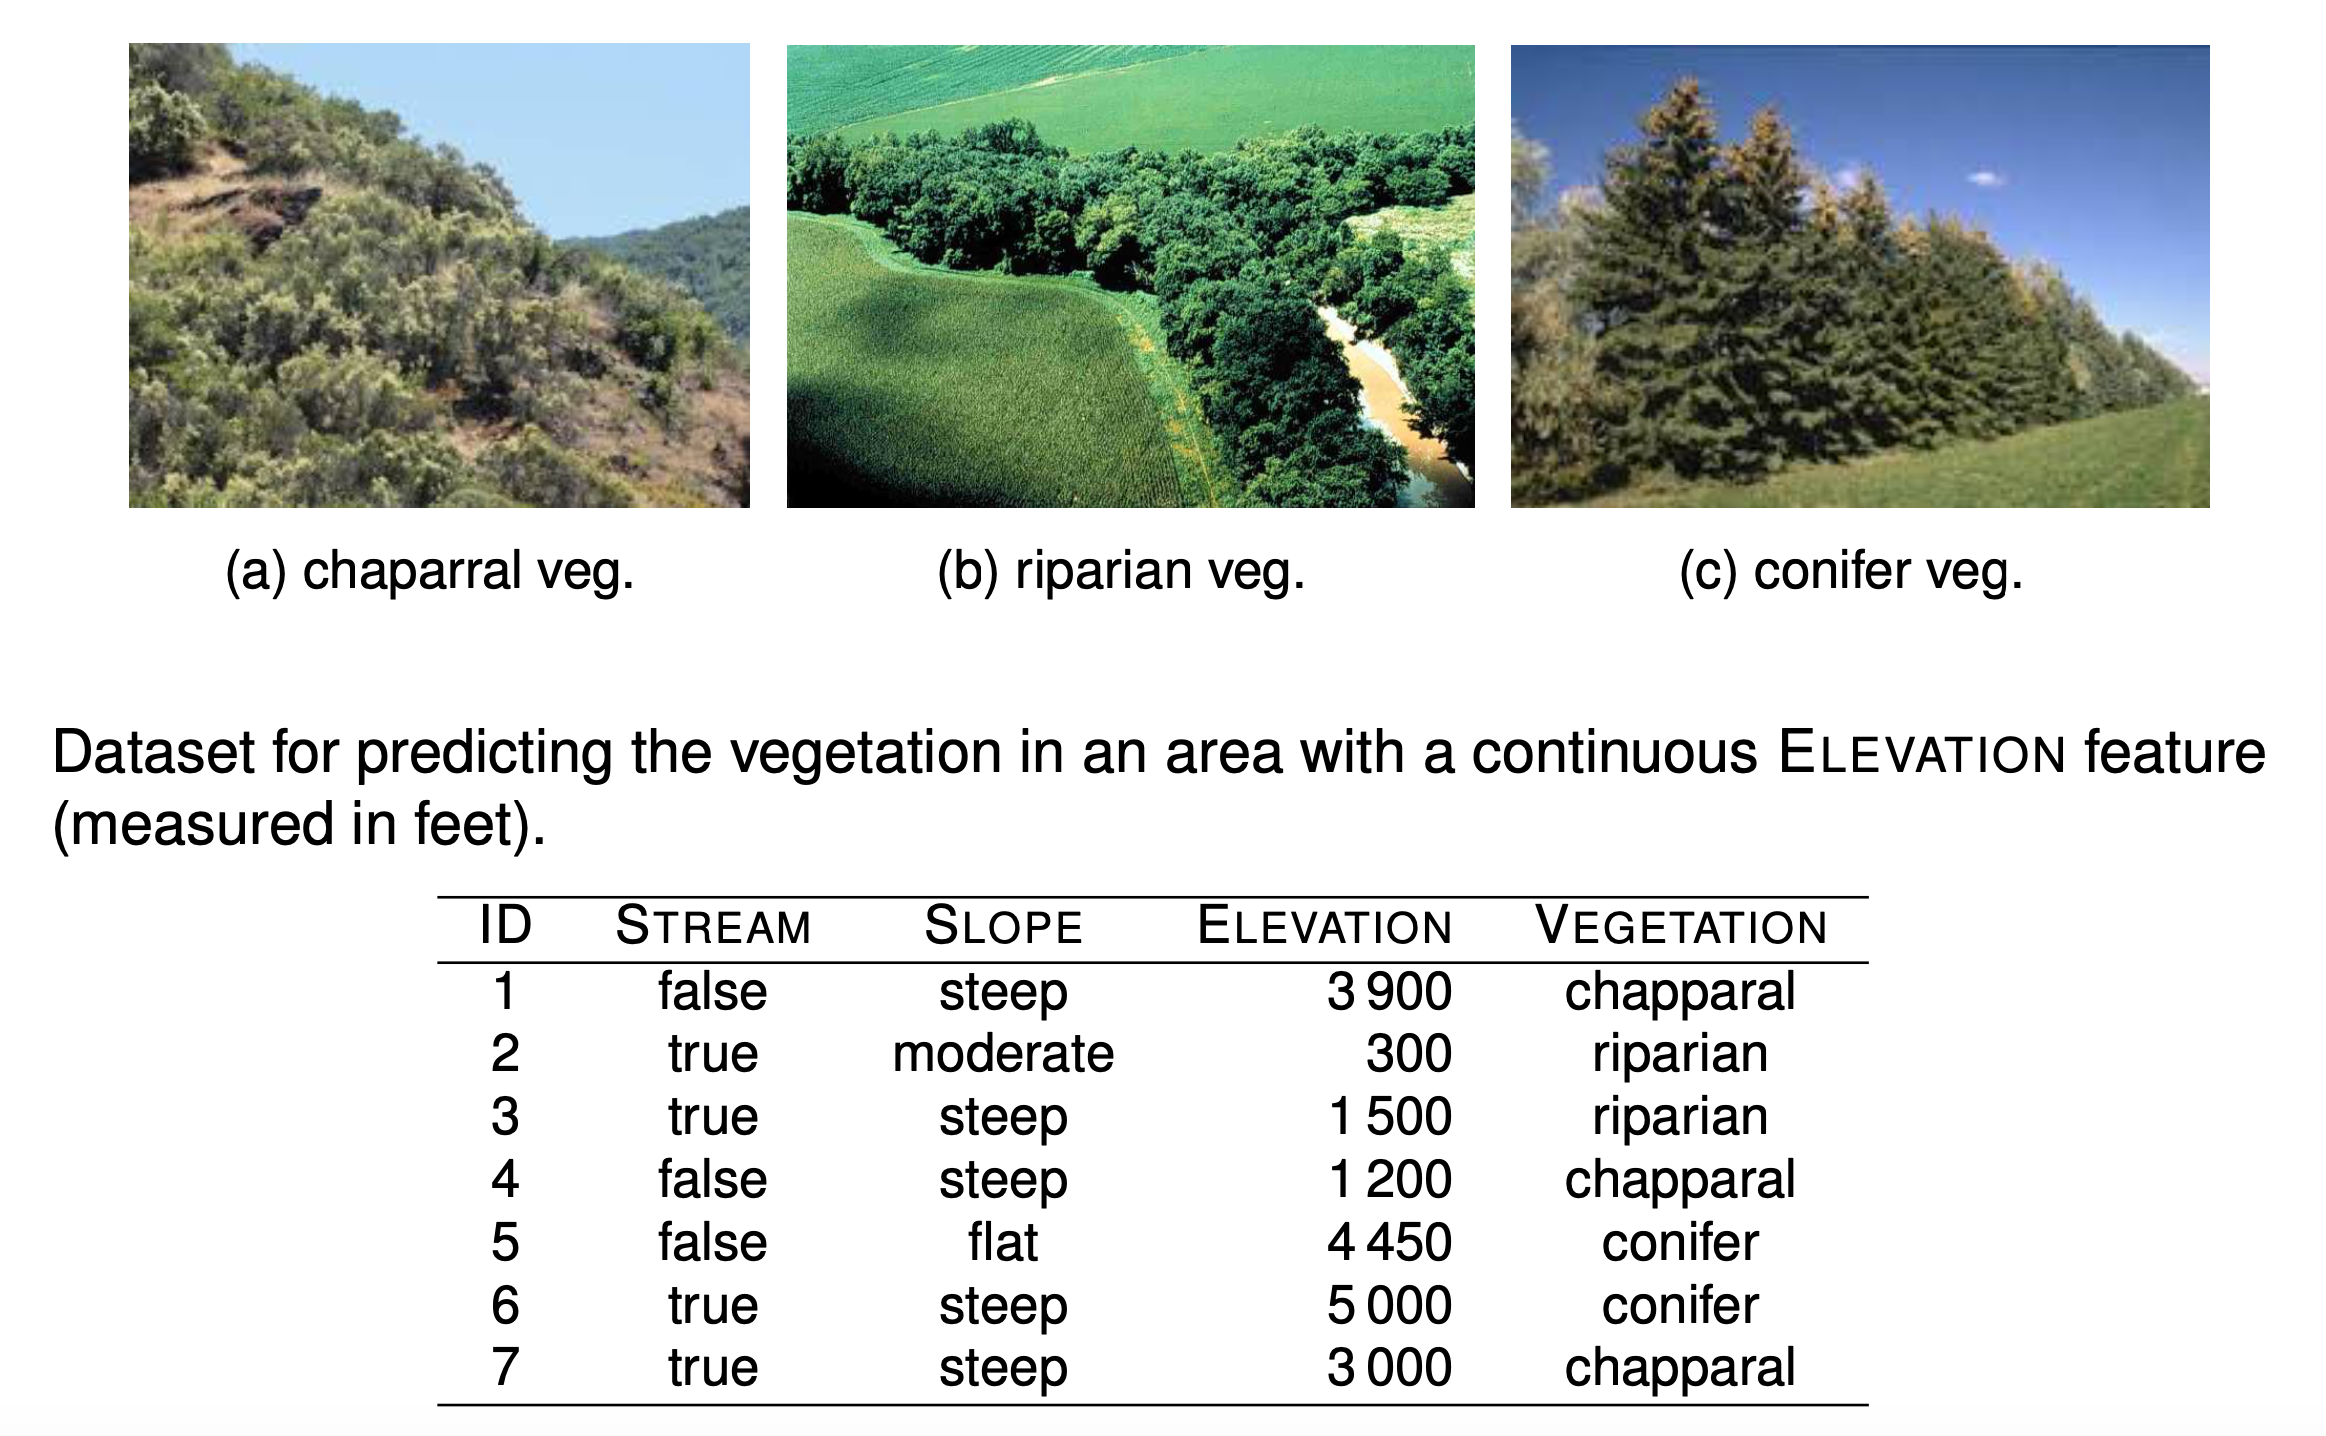 (a) chaparral veg. (b) riparian veg. (c) conifer veg.
Dataset for predicting the vegetation in an area with a continuous ELEVATION feature
(measured in feet).
ID STREAM SLOPE ELEVATION VEGETATION
1 false steep 3 900 chapparal
2 true moderate 300 riparian
3 true steep 1 500 riparian
4 false steep 1 200 chapparal
5 false flat 4 450 conifer
6 true steep 5 000 conifer
7 true steep 3 000 chapparal